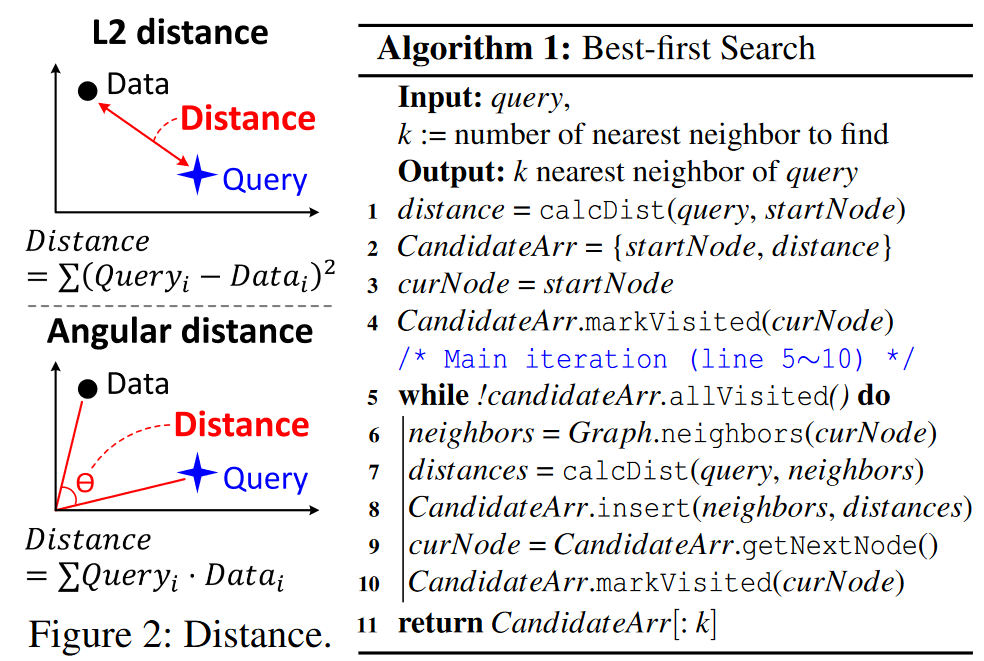 L2 distance
Data
Distance
Query
Distance
= ∑(Query_i − Data_i)²
Angular distance
Data
Distance
θ
Query
Distance
= ∑Query_i · Data_i
Figure 2: Distance.
Algorithm 1: Best-first Search
Input: query,
k := number of nearest neighbor to find
Output: k nearest neighbor of query
1 distance = calcDist(query, startNode)
2 CandidateArr = {startNode, distance}
3 curNode = startNode
4 CandidateArr.markVisited(curNode)
/* Main iteration (line 5~10) */
5 while !candidateArr.allVisited() do
6 neighbors = Graph.neighbors(curNode)
7 distances = calcDist(query, neighbors)
8 CandidateArr.insert(neighbors, distances)
9 curNode = CandidateArr.getNextNode()
10 CandidateArr.markVisited(curNode)
11 return CandidateArr[: k]